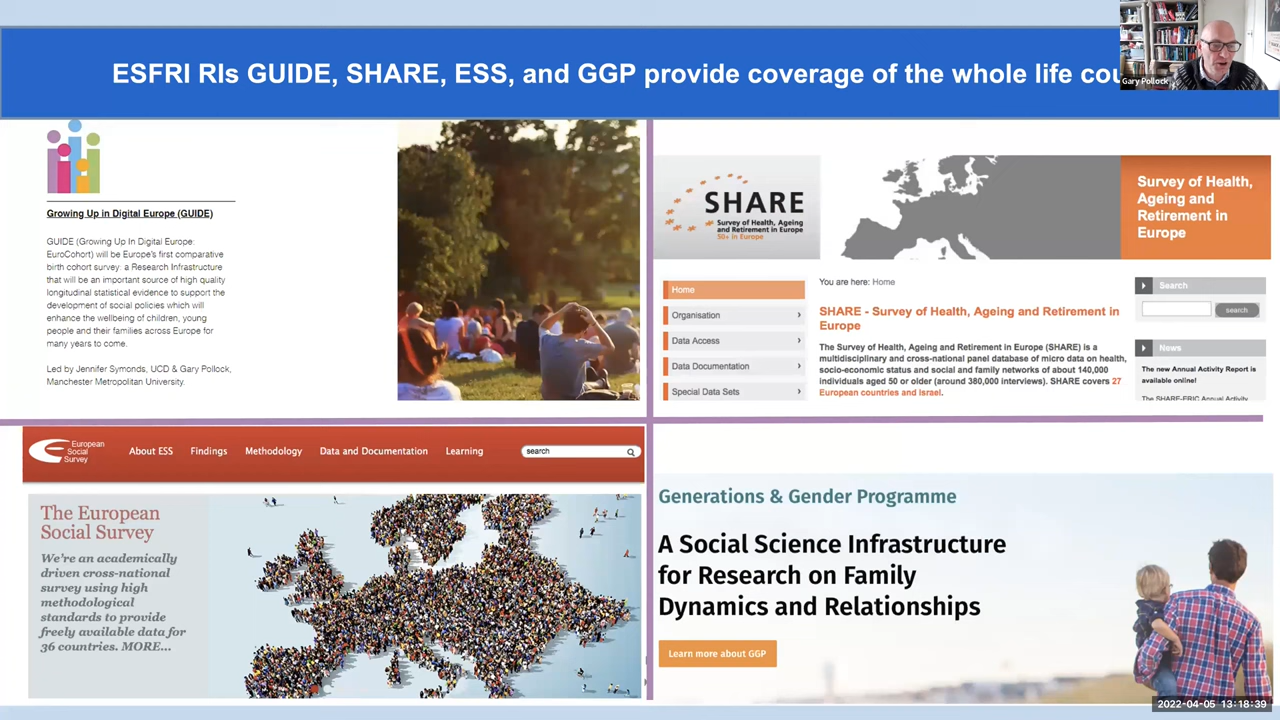 ESFRI RIs GUIDE, SHARE, ESS, and GGP provide coverage of the whole life cou
Gary Pollock
Growing Up in Digital Europe (GUIDE)
GUIDE (Growing Up In Digital Europe:
EuroCohort) will be Europe's first comparative
birth cohort survey: a Research Infrastructure
that will be an important source of high quality
longitudinal statistical evidence to support the
development of social policies which will
enhance the wellbeing of children, young
people and their families across Europe for
many years to come.
Led by Jennifer Symonds, UCD & Gary Pollock,
Manchester Metropolitan University.
SHARE
Survey of Health, Ageing
and Retirement in Europe
50+ in Europe
Survey of Health,
Ageing and
Retirement in
Europe
Home
Organisation
Data Access
Data Documentation
Special Data Sets
You are here: Home
SHARE - Survey of Health, Ageing and Retirement in
Europe
The Survey of Health, Ageing and Retirement in Europe (SHARE) is a
multidisciplinary and cross-national panel database of micro data on health,
socio-economic status and social and family networks of about 140,000
individuals aged 50 or older (around 380,000 interviews). SHARE covers 27
European countries and Israel.
Search
search
News
The new Annual Activity Report is
available online!
The SHARE-ERIC Annual Activity
European
Social
Survey
About ESS
Findings
Methodology
Data and Documentation
Learning
search
The European
Social Survey
We're an academically
driven cross-national
survey using high
methodological
standards to provide
freely available data for
36 countries. MORE...
Generations & Gender Programme
A Social Science Infrastructure
for Research on Family
Dynamics and Relationships
Learn more about GGP
2022-04-05 13:18:39